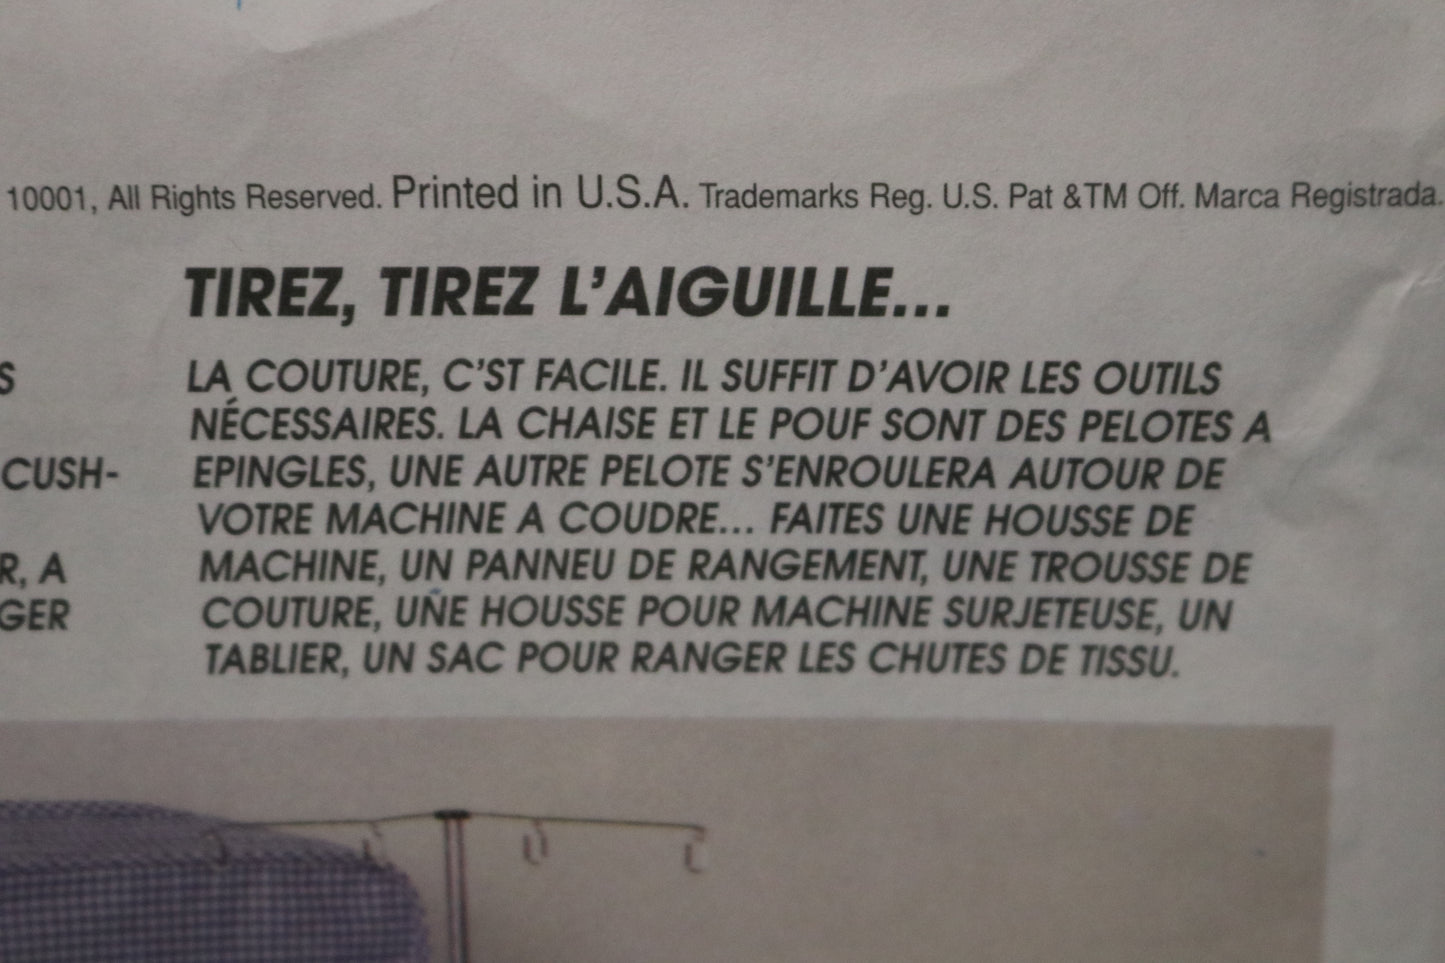 10001, All Rights Reserved. Printed in U.S.A. Trademarks Reg. U.S. Pat &TM Off. Marca Registrada.
TIREZ, TIREZ L'AIGUILLE...
S
CUSH-
R, A
GER
LA COUTURE, C'ST FACILE. IL SUFFIT D'AVOIR LES OUTILS
NÉCESSAIRES. LA CHAISE ET LE POUF SONT DES PELOTES A
EPINGLES, UNE AUTRE PELOTE S'ENROULERA AUTOUR DE
VOTRE MACHINE A COUDRE... FAITES UNE HOUSSE DE
MACHINE, UN PANNEU DE RANGEMENT, UNE TROUSSE DE
COUTURE, UNE HOUSSE POUR MACHINE SURJETEUSE, UN
TABLIER, UN SAC POUR RANGER LES CHUTES DE TISSU.